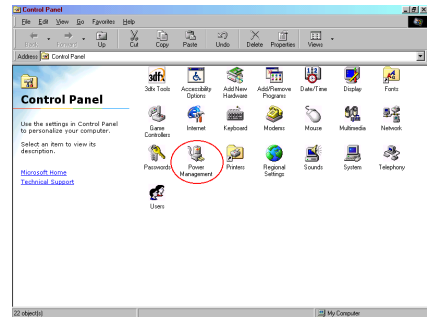 Control Panel
File Edit View Go Favorites Help
Back Forward Up Cut Copy Paste Undo Delete Properties Views
Address Control Panel
Control Panel
Use the settings in Control Panel
to personalize your computer.
Select an item to view its
description.
Microsoft Home
Technical Support
3dfx Tools
Accessibility
Options
Add New
Hardware
Add/Remove
Programs
Date/Time
Display
Fonts
Game
Controllers
Internet
Keyboard
Modems
Mouse
Multimedia
Network
Passwords
Power
Management
Printers
Regional
Settings
Sounds
System
Telephony
Users
22 object(s)
My Computer